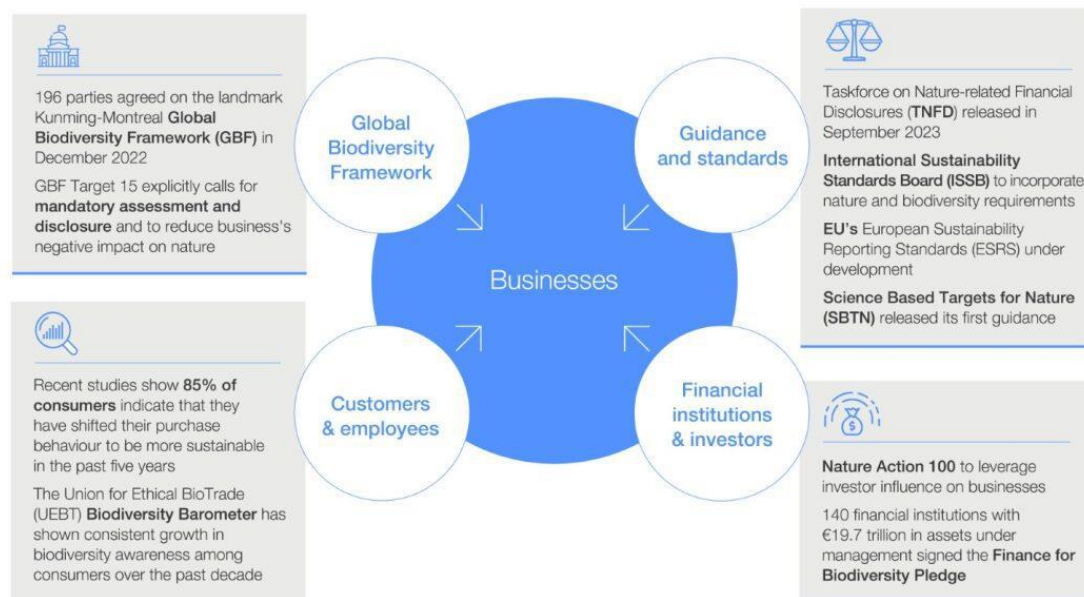 196 parties agreed on the landmark
Kunming-Montreal Global
Biodiversity Framework (GBF) in
December 2022
GBF Target 15 explicitly calls for
mandatory assessment and
disclosure and to reduce business's
negative impact on nature
Global
Biodiversity
Framework
Guidance
and standards
Taskforce on Nature-related Financial
Disclosures (TNFD) released in
September 2023
International Sustainability
Standards Board (ISSB) to incorporate
nature and biodiversity requirements
EU's European Sustainability
Reporting Standards (ESRS) under
development
Science Based Targets for Nature
(SBTN) released its first guidance
Businesses
Recent studies show 85% of
consumers indicate that they
have shifted their purchase
behaviour to be more sustainable
in the past five years
The Union for Ethical BioTrade
(UEBT) Biodiversity Barometer has
shown consistent growth in
biodiversity awareness among
consumers over the past decade
Customers
& employees
Financial
institutions
& investors
$
Nature Action 100 to leverage
investor influence on businesses
140 financial institutions with
€19.7 trillion in assets under
management signed the Finance for
Biodiversity Pledge